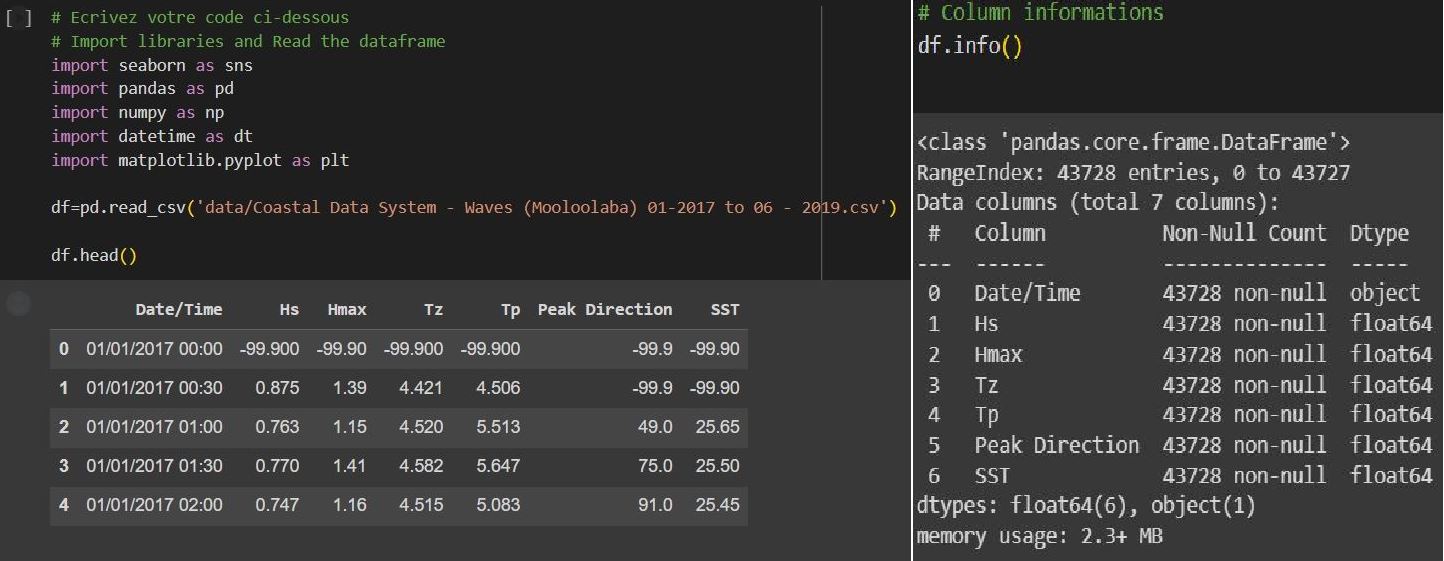 [ ] # Ecrivez votre code ci-dessous
# Import libraries and Read the dataframe
import seaborn as sns
import pandas as pd
import numpy as np
import datetime as dt
import matplotlib.pyplot as plt
df=pd.read_csv('data/Coastal Data System - Waves (Mooloolaba) 01-2017 to 06 - 2019.csv')
df.head()
Date/Time Hs Hmax Tz Tp Peak Direction SST
0 01/01/2017 00:00 -99.900 -99.90 -99.900 -99.900 -99.9 -99.90
1 01/01/2017 00:30 0.875 1.39 4.421 4.506 -99.9 -99.90
2 01/01/2017 01:00 0.763 1.15 4.520 5.513 49.0 25.65
3 01/01/2017 01:30 0.770 1.41 4.582 5.647 75.0 25.50
4 01/01/2017 02:00 0.747 1.16 4.515 5.083 91.0 25.45
# Column informations
df.info()
<class 'pandas.core.frame.DataFrame'>
RangeIndex: 43728 entries, 0 to 43727
Data columns (total 7 columns):
# Column Non-Null Count Dtype
--- ------ -------------- -----
0 Date/Time 43728 non-null object
1 Hs 43728 non-null float64
2 Hmax 43728 non-null float64
3 Tz 43728 non-null float64
4 Tp 43728 non-null float64
5 Peak Direction 43728 non-null float64
6 SST 43728 non-null float64
dtypes: float64(6), object(1)
memory usage: 2.3+ MB